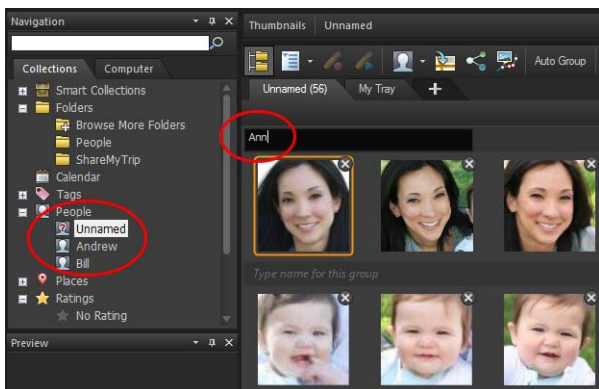 Navigation
Collections
Computer
Smart Collections
Folders
Browse More Folders
People
ShareMyTrip
Calendar
Tags
People
Unnamed
Andrew
Bill
Places
Ratings
No Rating
Preview
Thumbnails
Unnamed
Auto Group
Unnamed (56)
My Tray
Ann
Type name for this group